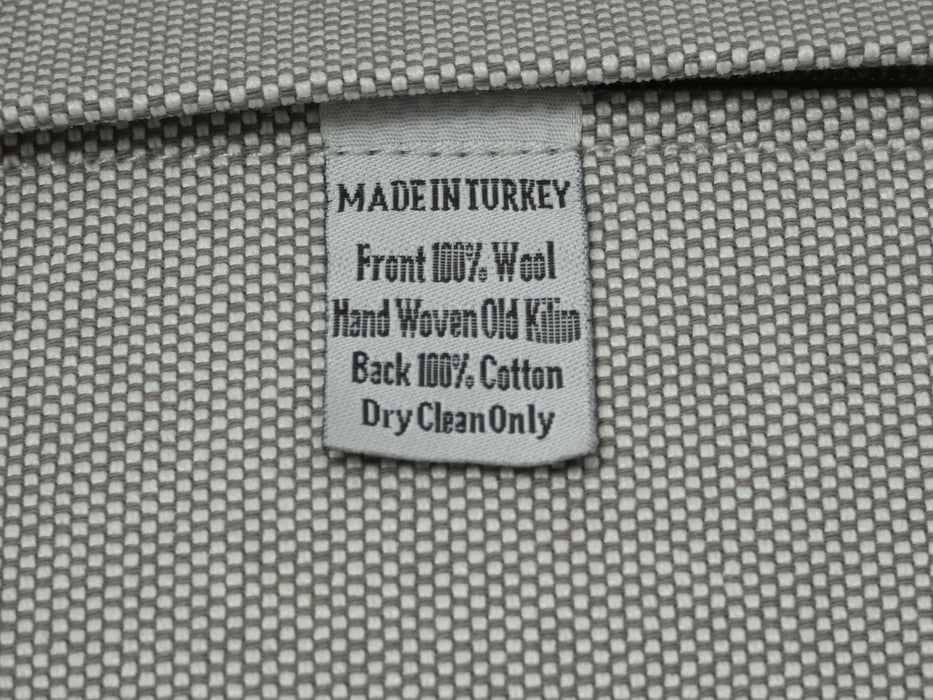 MADE IN TURKEY
Front 100% Wool
Hand Woven Old Kilim
Back 100% Cotton
Dry Clean Only